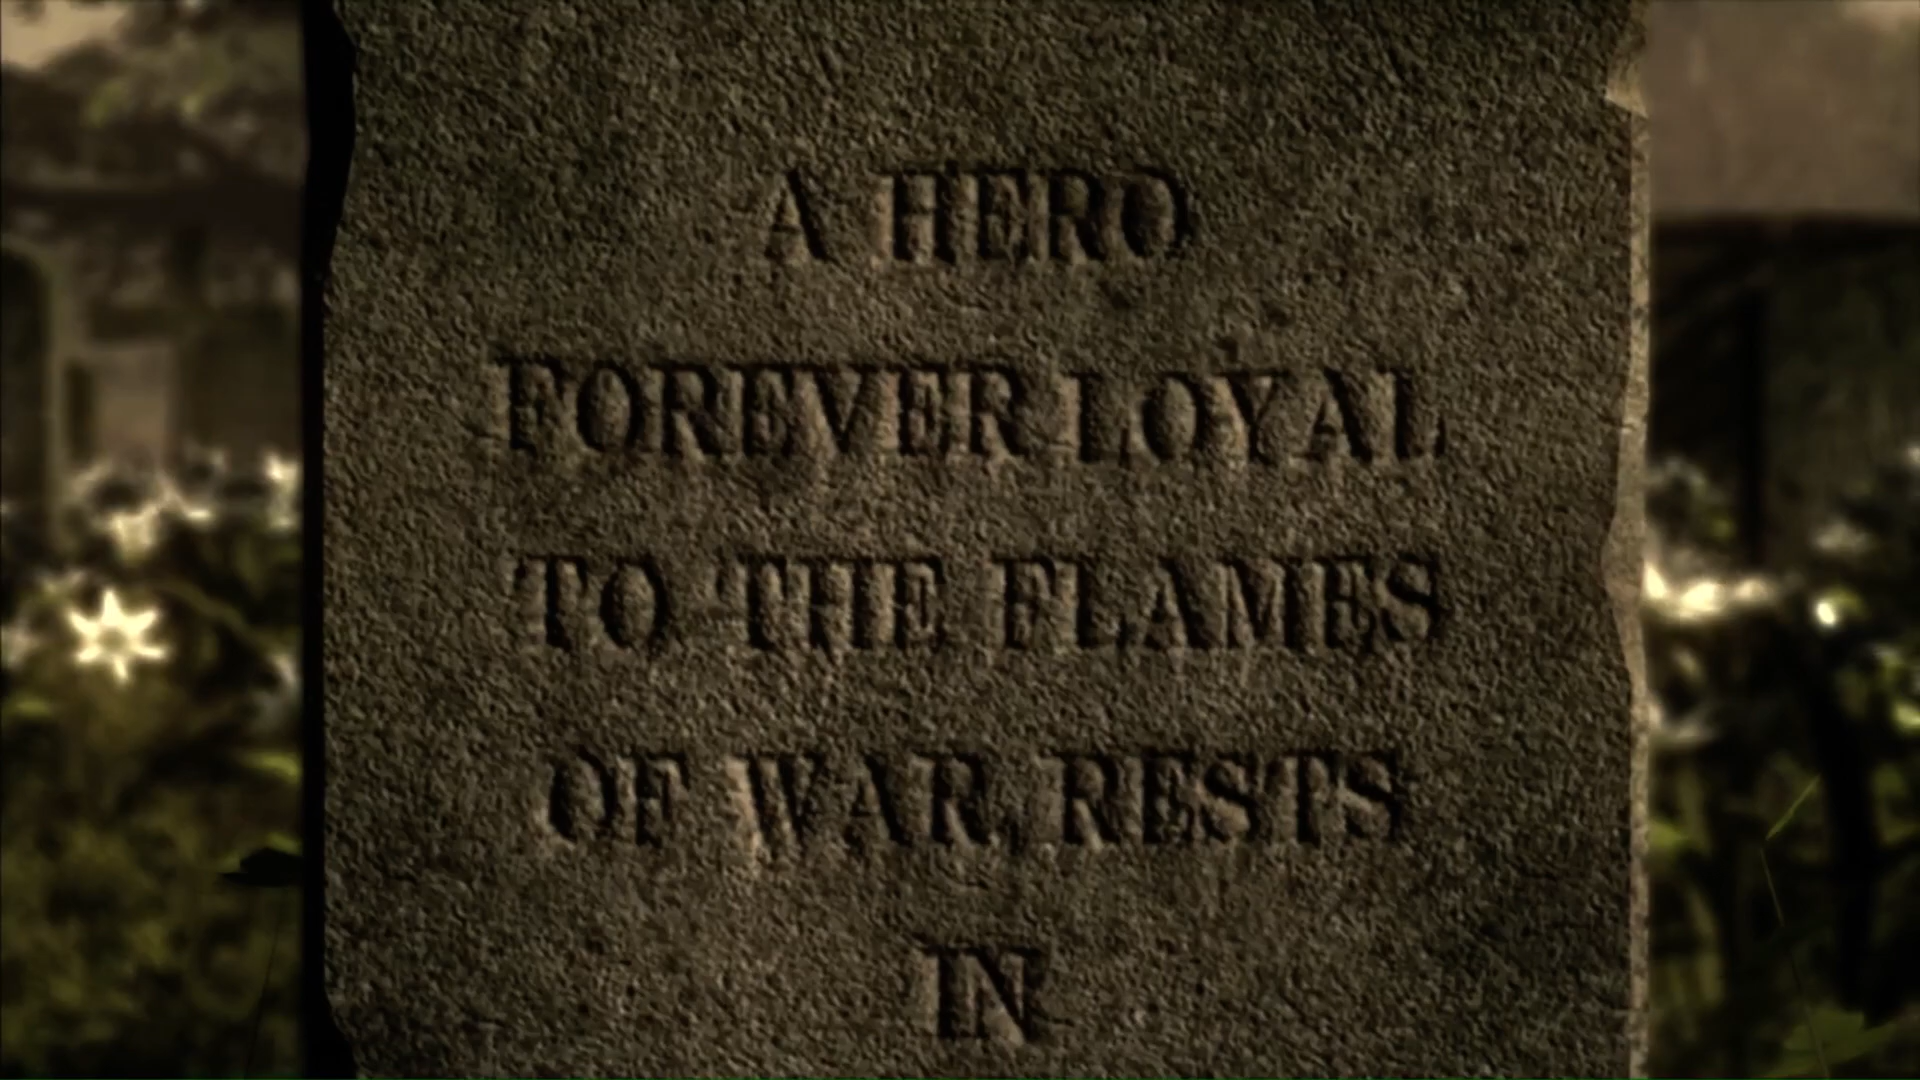 A HERO
FOREVER LOYAL
TO THE FLAMES
OF WAR RESTS
IN